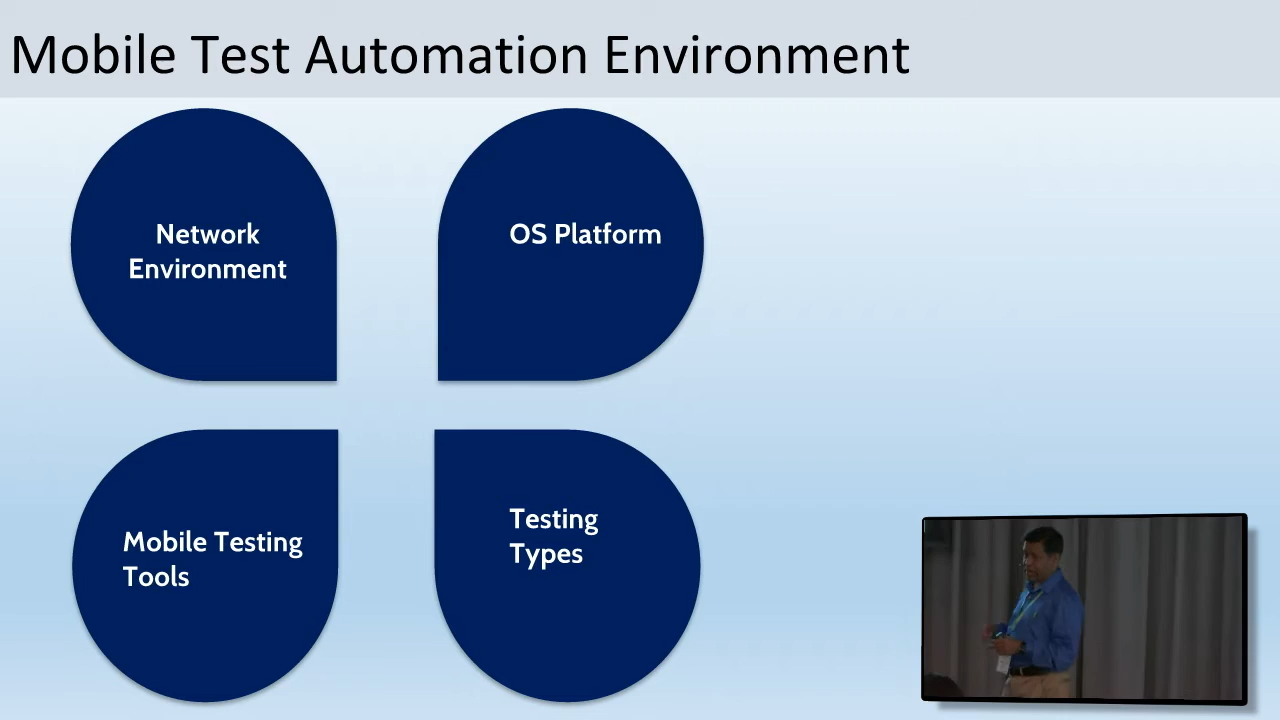 Mobile Test Automation Environment
Network
Environment
OS Platform
Mobile Testing
Tools
Testing
Types